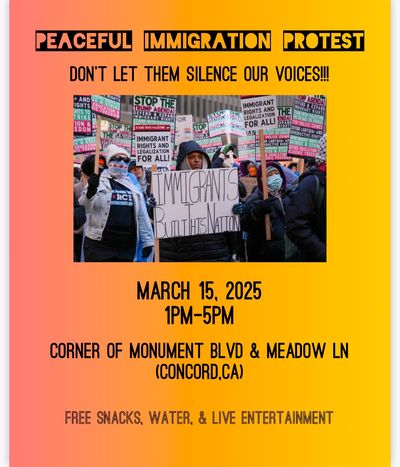 PEACEFUL IMMIGRATION PROTEST
DON'T LET THEM SILENCE OUR VOICES!!!
STOP THE
TRUMP AGENDA
IMMIGRANT
RIGHTS AND
LEGALIZATION
FOR ALL!
IMMIGRANT
RIGHTS AND
LEGALIZATION
FOR ALL!
IMMIGRANTS
BUILT THIS NATION
MARCH 15, 2025
1PM-5PM
CORNER OF MONUMENT BLVD & MEADOW LN
(CONCORD,CA)
FREE SNACKS, WATER, & LIVE ENTERTAINMENT